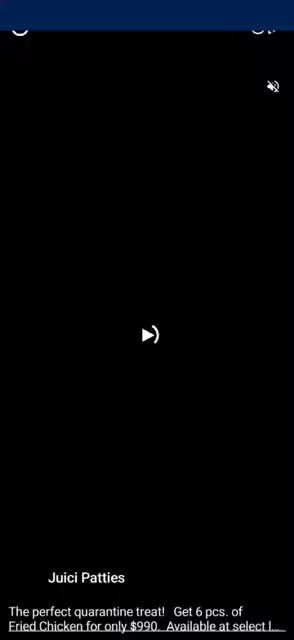 Juici Patties
The perfect quarantine treat! Get 6 pcs. of
Fried Chicken for only $990. Available at select l...